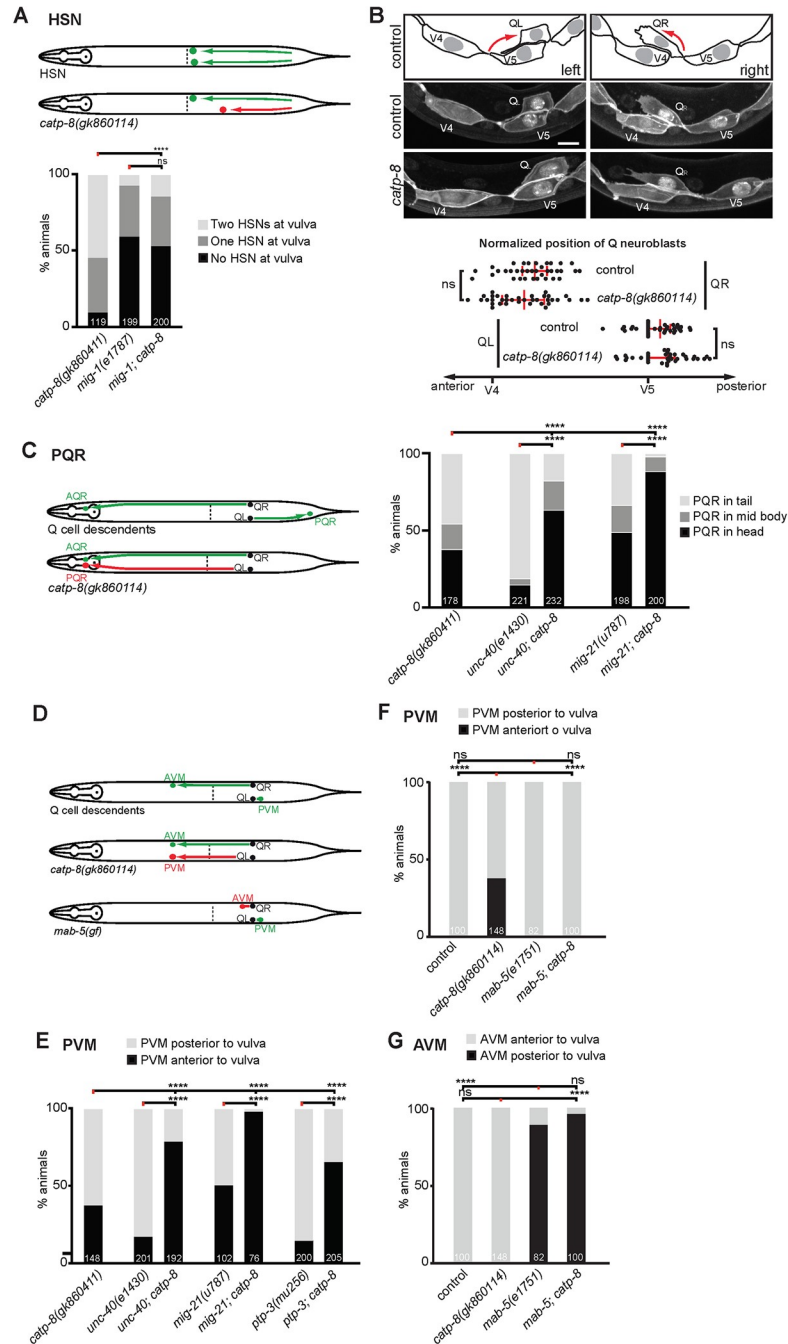 A HSN
HSN
catp-8(gk860114)
****
ns
100
50
0
% animals
Two HSNs at vulva
One HSN at vulva
No HSN at vulva
119 199 200
catp-8(gk860411)
mig-1(e1787)
mig-1; catp-8
B
control
QL
V4
V5
left
QR
V4
V5
right
control
V4
QL
V5
V4
QR
V5
catp-8
V4
QL
V5
V4
QR
V5
Normalized position of Q neuroblasts
control
ns
catp-8(gk860114)
QR
control
QL
catp-8(gk860114)
ns
anterior V4 V5 posterior
C PQR
AQR
QR
QL
PQR
Q cell descendents
AQR
QR
PQR
QL
catp-8(gk860114)
**** ****
**** ****
100
50
0
% animals
PQR in tail
PQR in mid body
PQR in head
178 221 232 198 200
catp-8(gk860411)
unc-40(e1430)
unc-40; catp-8
mig-21(u787)
mig-21; catp-8
D
AVM
QR
QL
PVM
Q cell descendents
AVM
QR
QL
PVM
catp-8(gk860114)
AVM
QR
QL
PVM
mab-5(gf)
E PVM
PVM posterior to vulva
PVM anterior to vulva
**** **** ****
**** **** ****
100
50
0
% animals
148 201 192 102 76 200 205
catp-8(gk860411)
unc-40(e1430)
unc-40; catp-8
mig-21(u787)
mig-21; catp-8
ptp-3(mu256)
ptp-3; catp-8
F PVM
PVM posterior to vulva
PVM anteriort o vulva
ns ns
**** ****
100
50
0
% animals
100 148 82 100
control
catp-8(gk860114)
mab-5(e1751)
mab-5; catp-8
G AVM
AVM anterior to vulva
AVM posterior to vulva
**** ns
ns ****
100
50
0
% animals
100 148 82 100
control
catp-8(gk860114)
mab-5(e1751)
mab-5; catp-8